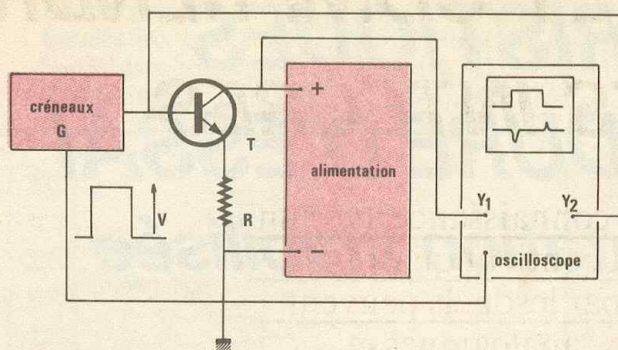 créneaux
G
T
+
alimentation
V
R
Y1
Y2
−
oscilloscope